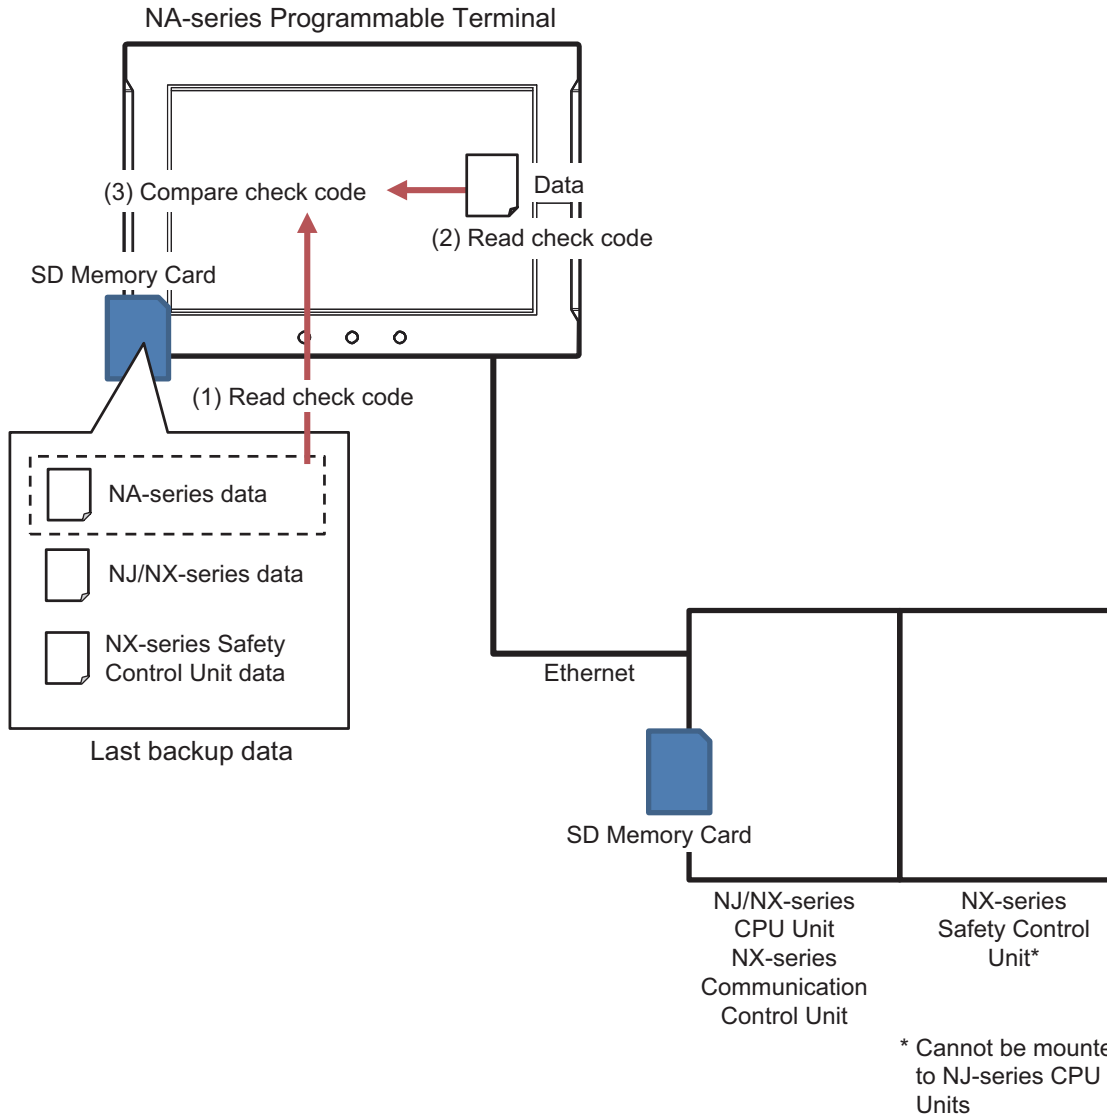 NA-series Programmable Terminal
(3) Compare check code
Data
(2) Read check code
SD Memory Card
(1) Read check code
NA-series data
NJ/NX-series data
NX-series Safety
Control Unit data
Last backup data
Ethernet
SD Memory Card
NJ/NX-series
CPU Unit
NX-series
Communication
Control Unit
NX-series
Safety Control
Unit*
* Cannot be mounte
to NJ-series CPU
Units